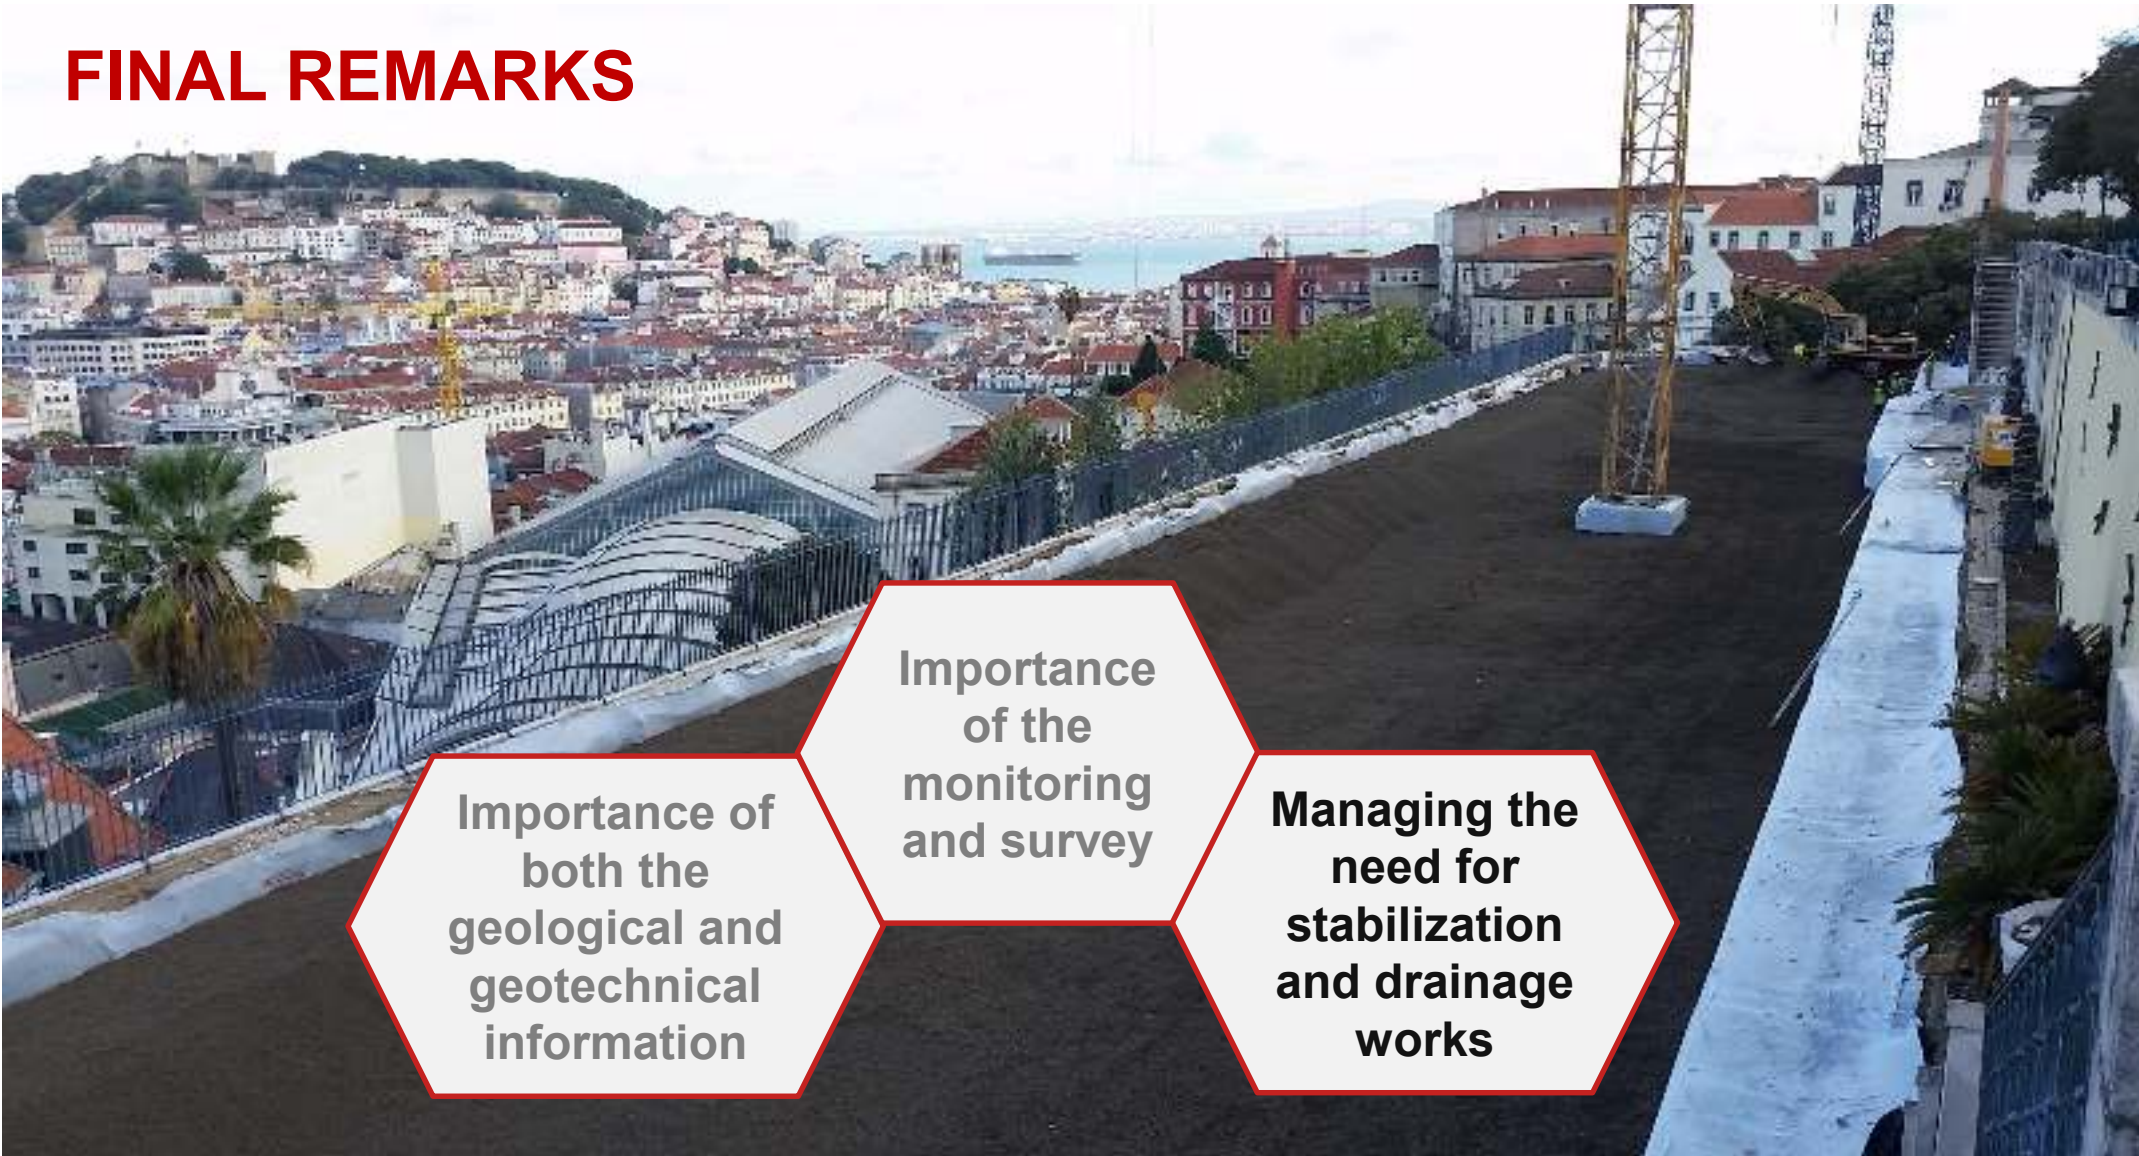 FINAL REMARKS
Importance of
both the
geological and
geotechnical
information
Importance
of the
monitoring
and survey
Managing the
need for
stabilization
and drainage
works